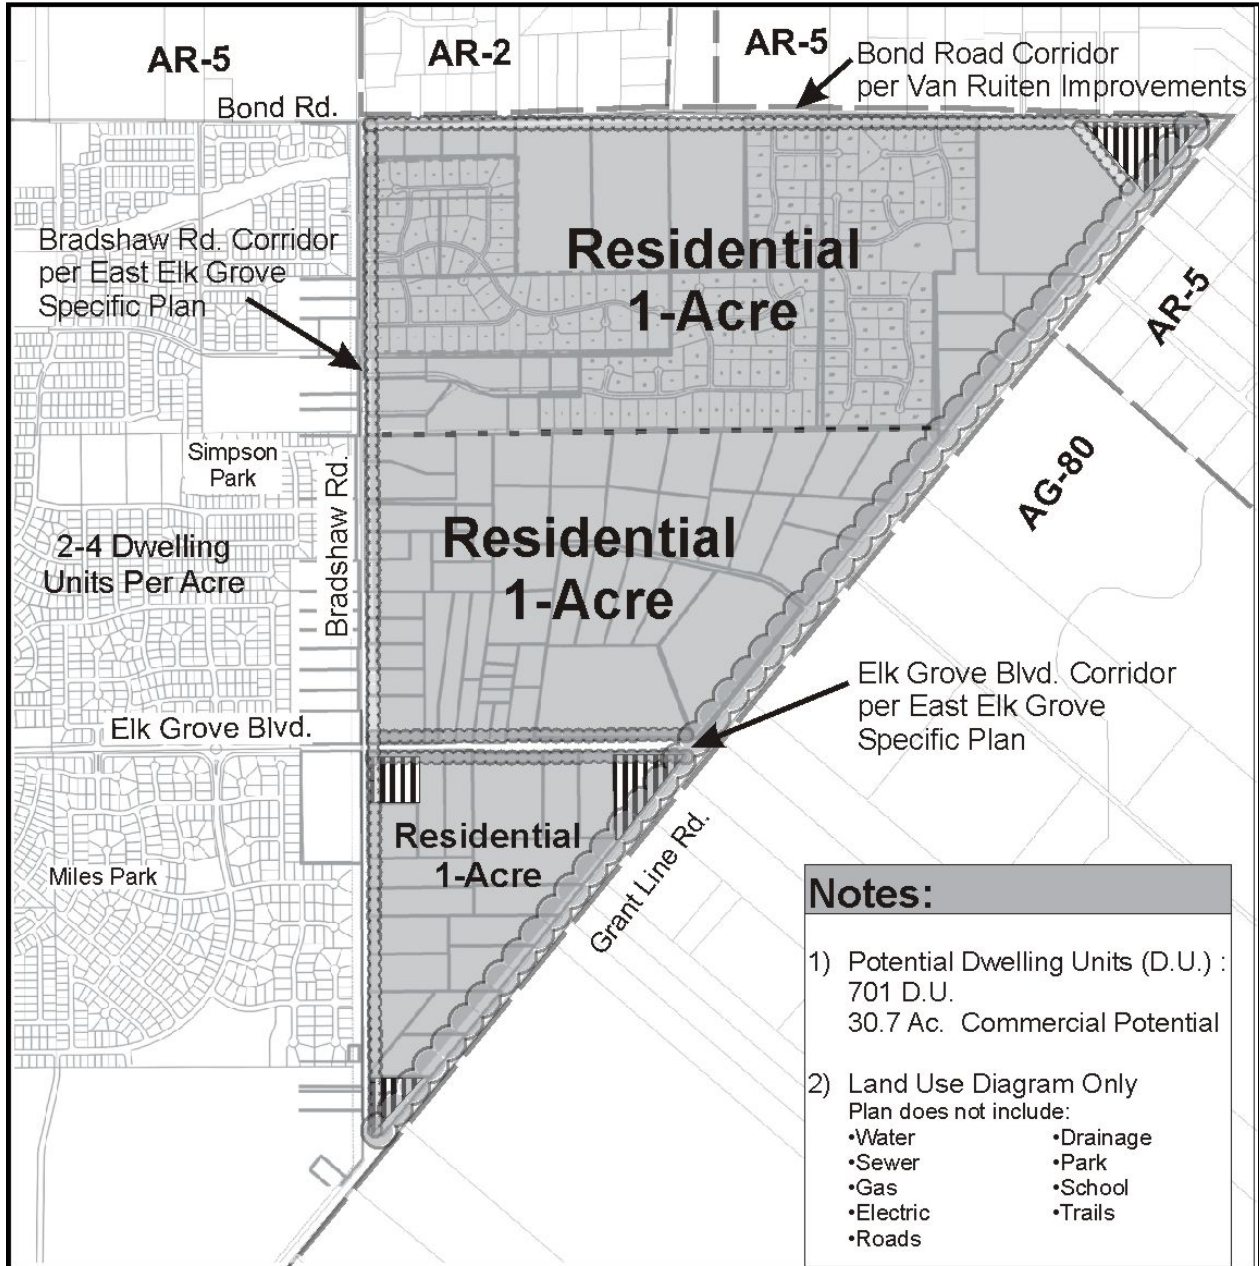 AR-5
AR-2
AR-5
Bond Road Corridor
per Van Ruiten Improvements
Bond Rd.
Bradshaw Rd. Corridor
per East Elk Grove
Specific Plan
Residential
1-Acre
AR-5
Simpson
Park
Bradshaw Rd.
AG-80
2-4 Dwelling
Units Per Acre
Residential
1-Acre
Elk Grove Blvd. Corridor
per East Elk Grove
Specific Plan
Elk Grove Blvd.
Residential
1-Acre
Miles Park
Grant Line Rd.
Notes:
1) Potential Dwelling Units (D.U.) :
701 D.U.
30.7 Ac. Commercial Potential
2) Land Use Diagram Only
Plan does not include:
•Water
•Sewer
•Gas
•Electric
•Roads
•Drainage
•Park
•School
•Trails